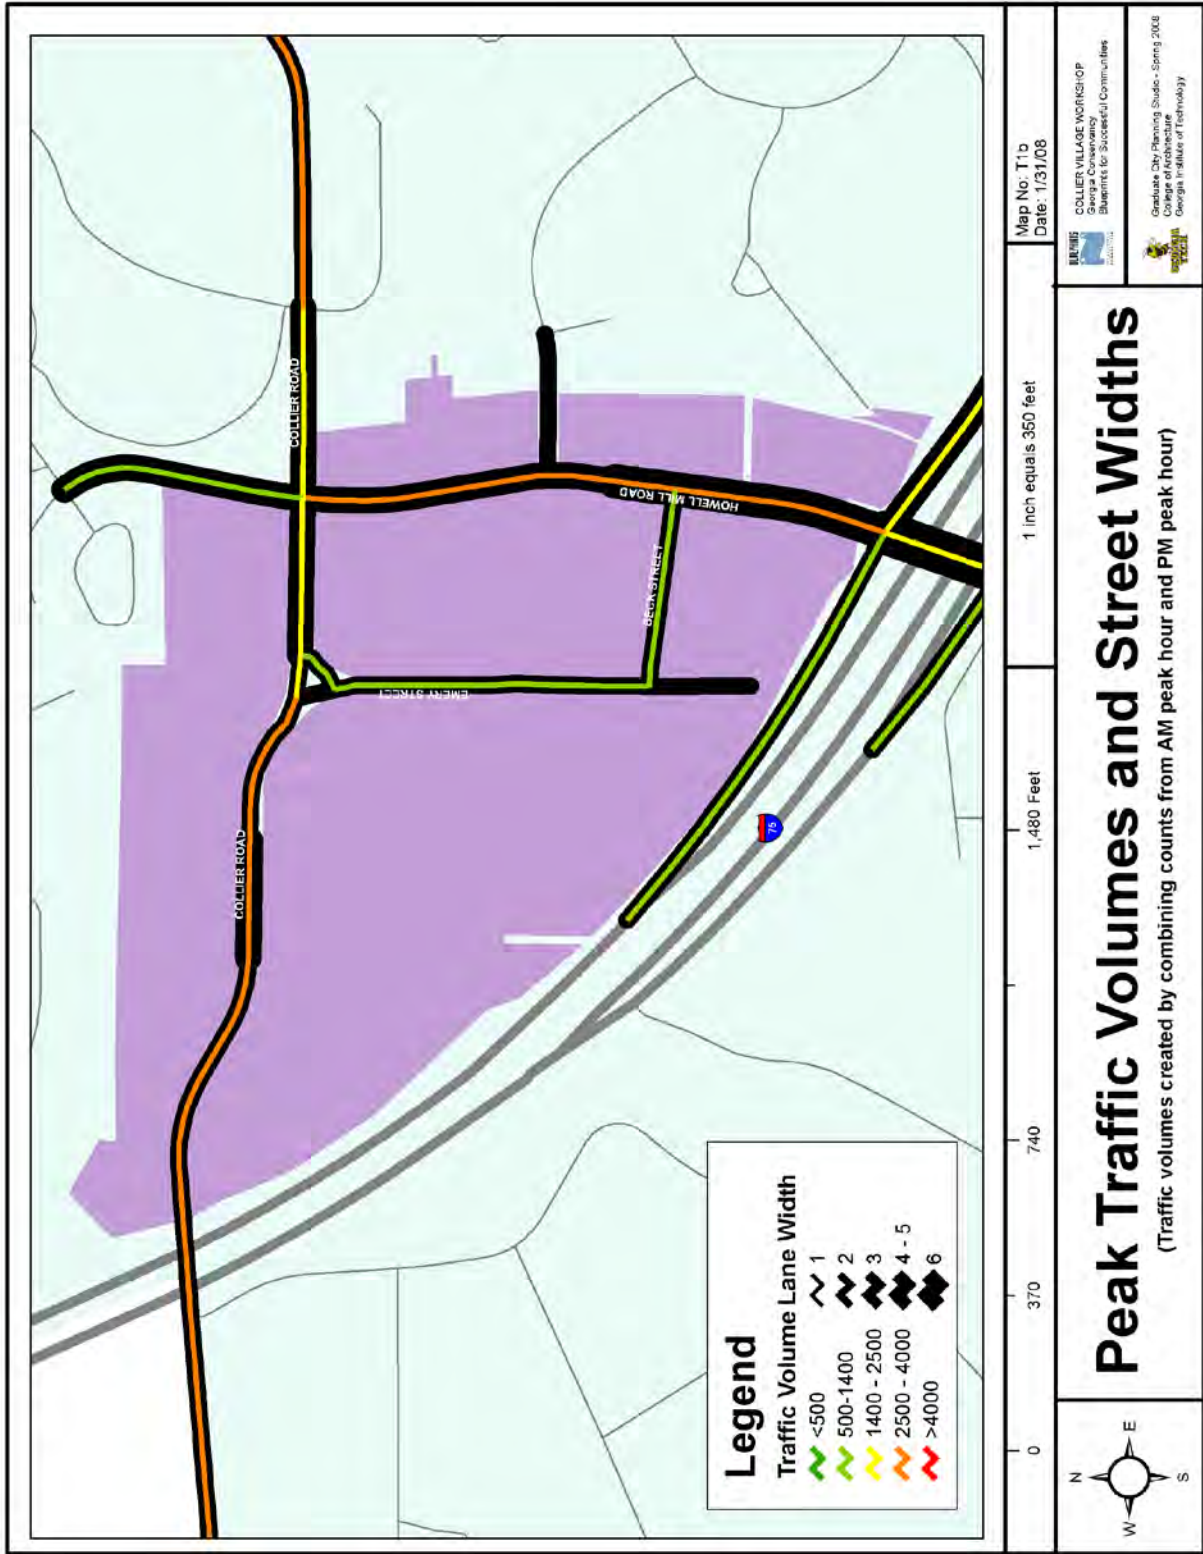 COLLIER ROAD
COLLIER ROAD
EMERY STREET
BECK STREET
HOWELL MILL ROAD
75
Legend
Traffic Volume Lane Width
<500 1
500-1400 2
1400 - 2500 3
2500 - 4000 4 - 5
>4000 6
0 370 740 1,480 Feet
1 inch equals 350 feet
Map No: T1b
Date: 1/31/08
N
W E
S
Peak Traffic Volumes and Street Widths
(Traffic volumes created by combining counts from AM peak hour and PM peak hour)
BLUEPRINTS
COLLIER VILLAGE WORKSHOP
Georgia Conservancy
Blueprints for Successful Communities
Graduate City Planning Studio - Spring 2008
College of Architecture
Georgia Institute of Technology